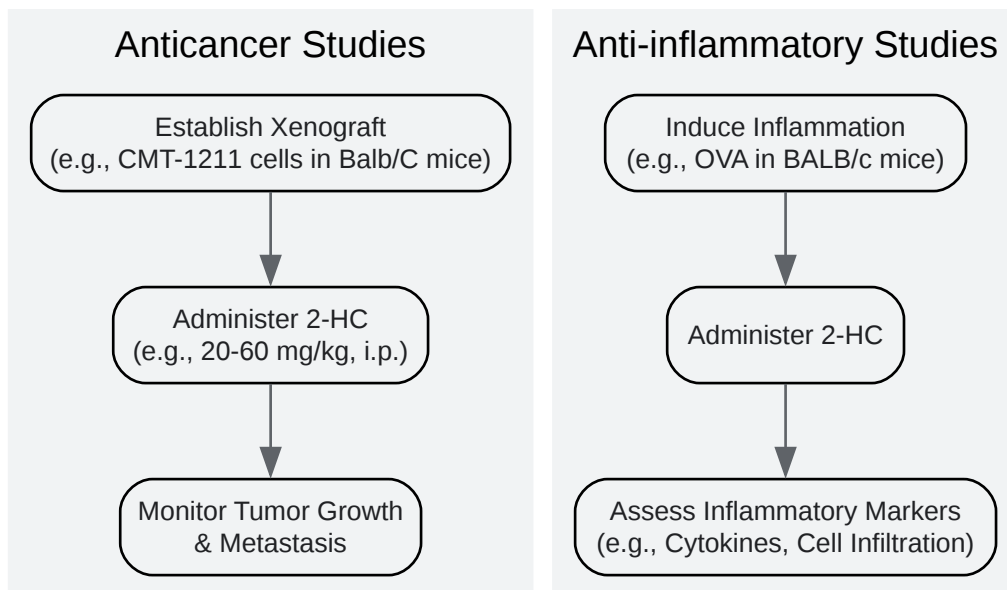 Anticancer Studies
Establish Xenograft
(e.g., CMT-1211 cells in Balb/C mice)
Administer 2-HC
(e.g., 20-60 mg/kg, i.p.)
Monitor Tumor Growth
& Metastasis
Anti-inflammatory Studies
Induce Inflammation
(e.g., OVA in BALB/c mice)
Administer 2-HC
Assess Inflammatory Markers
(e.g., Cytokines, Cell Infiltration)